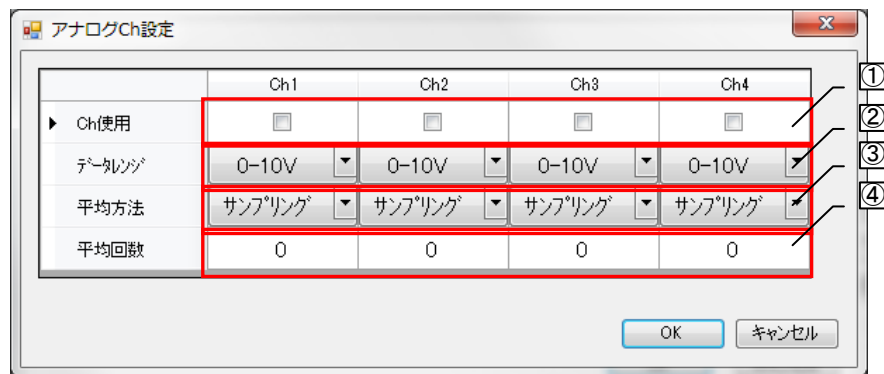 アナログCh設定
Ch1 Ch2 Ch3 Ch4
Ch使用
ﾃﾞｰﾀﾚﾝｼﾞ 0-10V 0-10V 0-10V 0-10V
平均方法 ｻﾝﾌﾟﾘﾝｸﾞ ｻﾝﾌﾟﾘﾝｸﾞ ｻﾝﾌﾟﾘﾝｸﾞ ｻﾝﾌﾟﾘﾝｸﾞ
平均回数 0 0 0 0
①
②
③
④
OK キャンセル